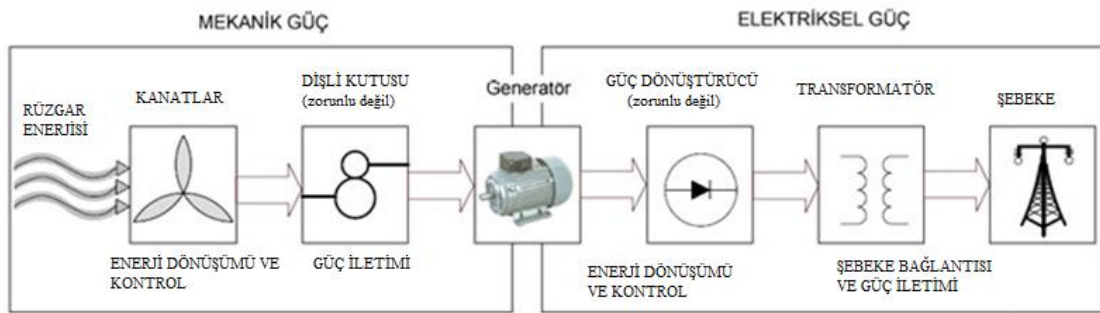 MEKANİK GÜÇ
ELEKTRİKSEL GÜÇ
RÜZGAR
ENERJİSİ
KANATLAR
ENERJİ DÖNÜŞÜMÜ VE
KONTROL
DİŞLİ KUTUSU
(zorunlu değil)
GÜÇ İLETİMİ
Generatör
GÜÇ DÖNÜŞTÜRÜCÜ
(zorunlu değil)
ENERJİ DÖNÜŞÜMÜ
VE KONTROL
TRANSFORMATÖR
ŞEBEKE BAĞLANTISI
VE GÜÇ İLETİMİ
ŞEBEKE